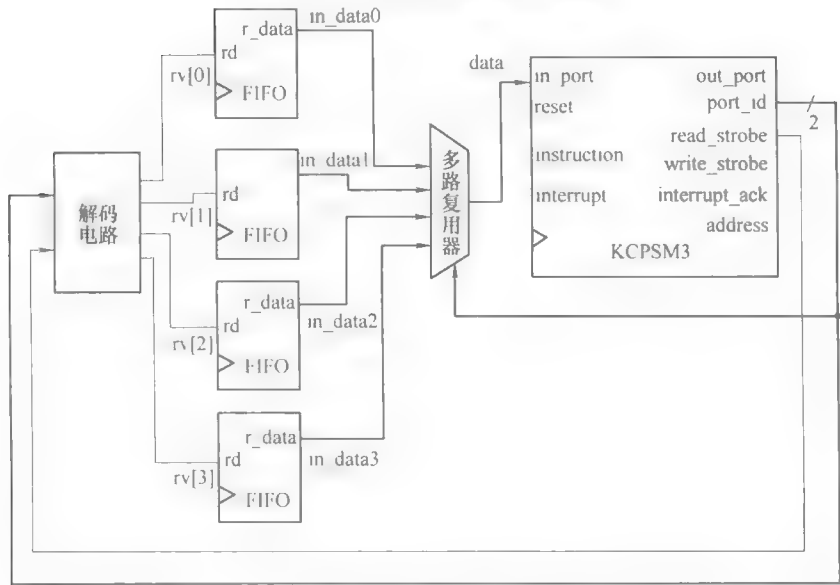 r_data
rd
rv[0]
FIFO
in_data0
rd
rv[1]
FIFO
in_data1
r_data
rd
rv[2]
FIFO
in_data2
r_data
rd
rv[3]
FIFO
in_data3
解码
电路
多路复用器
data
in_port
reset
instruction
interrupt
out_port
port_id
read_strobe
write_strobe
interrupt_ack
address
KCPSM3
2